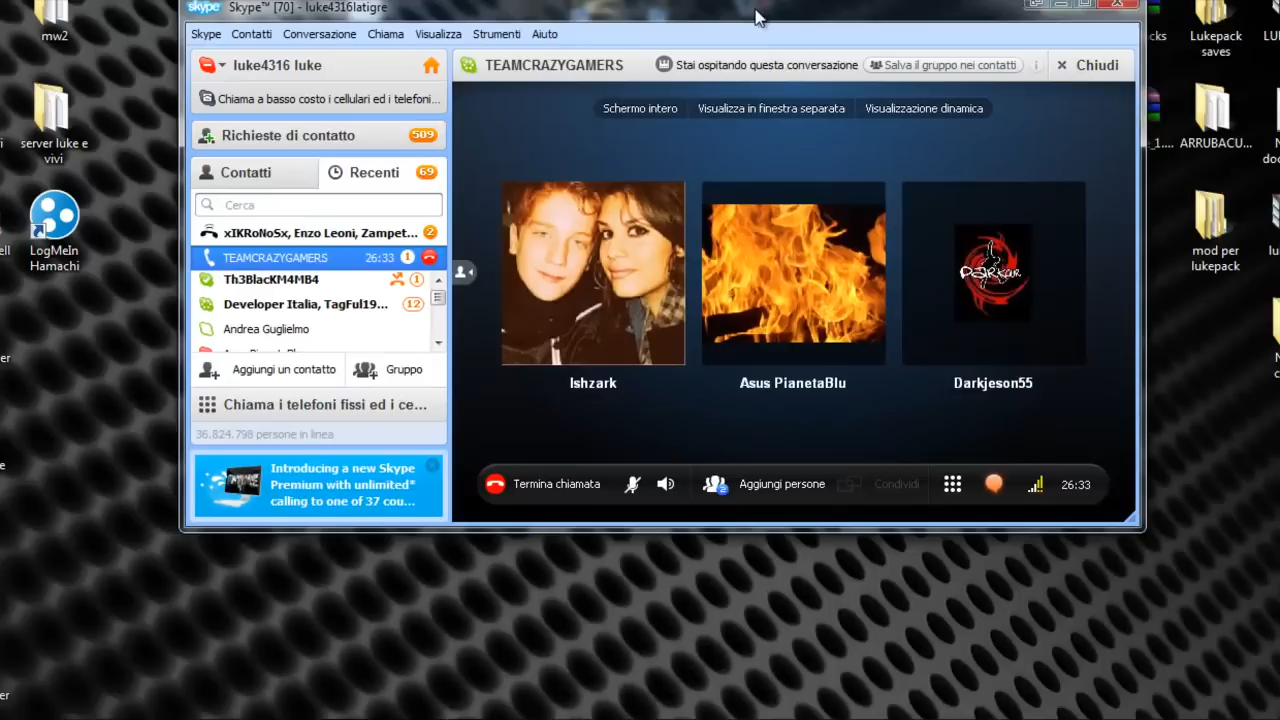 mw2
server luke e
vivi
LogMeIn
Hamachi
skype Skype™ [70] - luke4316latigre
Skype Contatti Conversazione Chiama Visualizza Strumenti Aiuto
luke4316 luke
Chiama a basso costo i cellulari ed i telefoni...
Richieste di contatto 509
Contatti Recenti 69
Cerca
xIKRoNoSx, Enzo Leoni, Zampet... 2
TEAMCRAZYGAMERS 26:33 1
Th3BlacKM4MB4 1
Developer Italia, TagFul19... 12
Andrea Guglielmo
Aggiungi un contatto Gruppo
Chiama i telefoni fissi ed i ce...
36.824.798 persone in linea
Introducing a new Skype
Premium with unlimited*
calling to one of 37 cou...
TEAMCRAZYGAMERS Stai ospitando questa conversazione Salva il gruppo nei contatti Chiudi
Schermo intero Visualizza in finestra separata Visualizzazione dinamica
Ishzark Asus PianetaBlu Darkjeson55
Termina chiamata Aggiungi persone 2 Condividi 26:33
Lukepack
saves
ARRUBACU...
mod per
lukepack